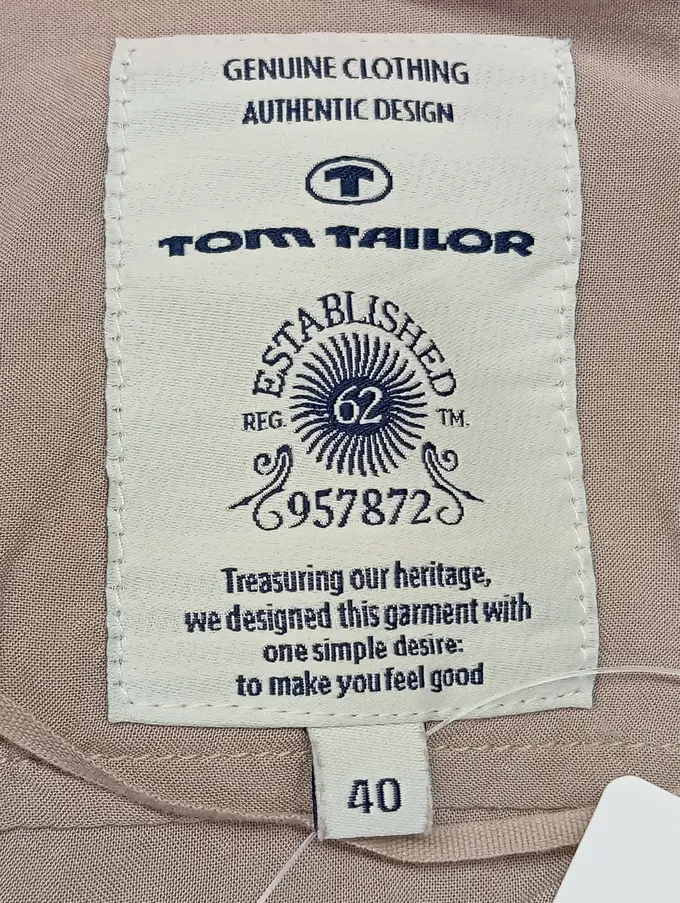 GENUINE CLOTHING
AUTHENTIC DESIGN
T
TOM TAILOR
ESTABLISHED
REG. 62 TM.
957872
Treasuring our heritage,
we designed this garment with
one simple desire:
to make you feel good
40